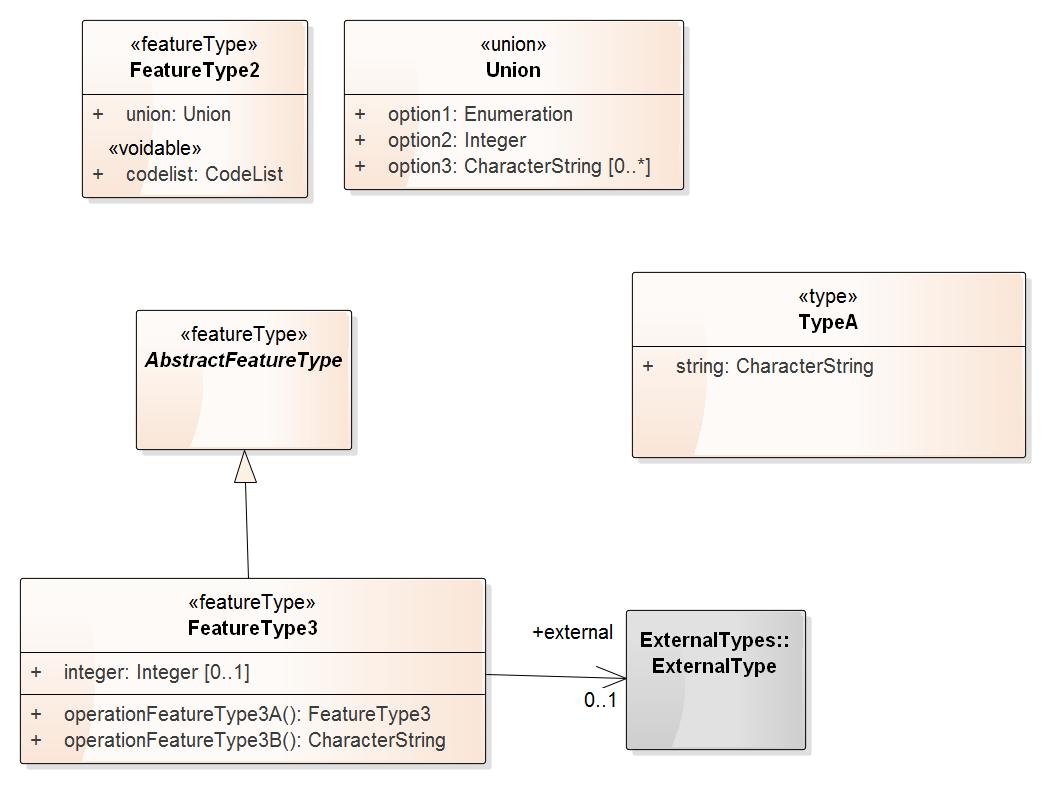 «featureType»
FeatureType2
+ union: Union
«voidable»
+ codelist: CodeList
«union»
Union
+ option1: Enumeration
+ option2: Integer
+ option3: CharacterString [0..*]
«featureType»
AbstractFeatureType
«type»
TypeA
+ string: CharacterString
«featureType»
FeatureType3
+ integer: Integer [0..1]
+ operationFeatureType3A(): FeatureType3
+ operationFeatureType3B(): CharacterString
+external
0..1
ExternalTypes::
ExternalType